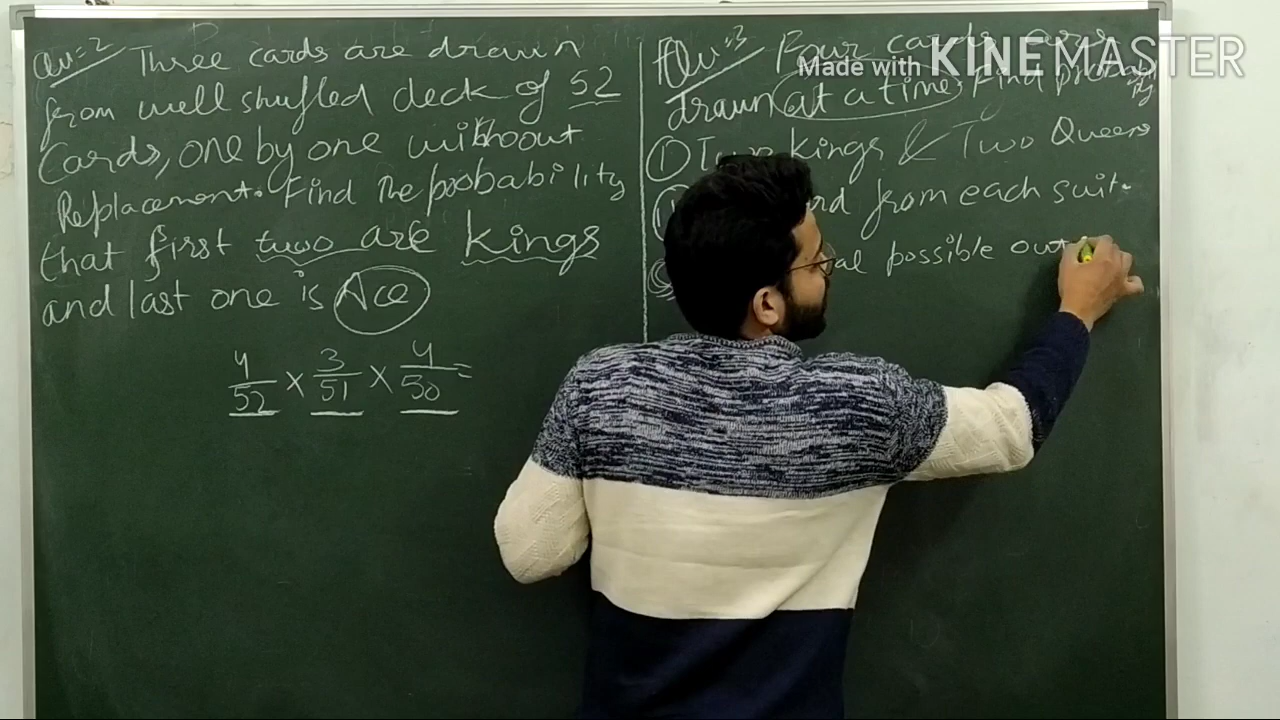 Qu=2 Three cards are drawn
from well shufled deck of 52
Cards, one by one without
Replacement. Find the probability
that first two are kings
and last one is Ace
4/52 × 3/51 × 4/50 =
Qu=3 Four cards are
drawn at a time. Find
① kings & Two Queens
from each suit.
possible out
Made with KINEMASTER